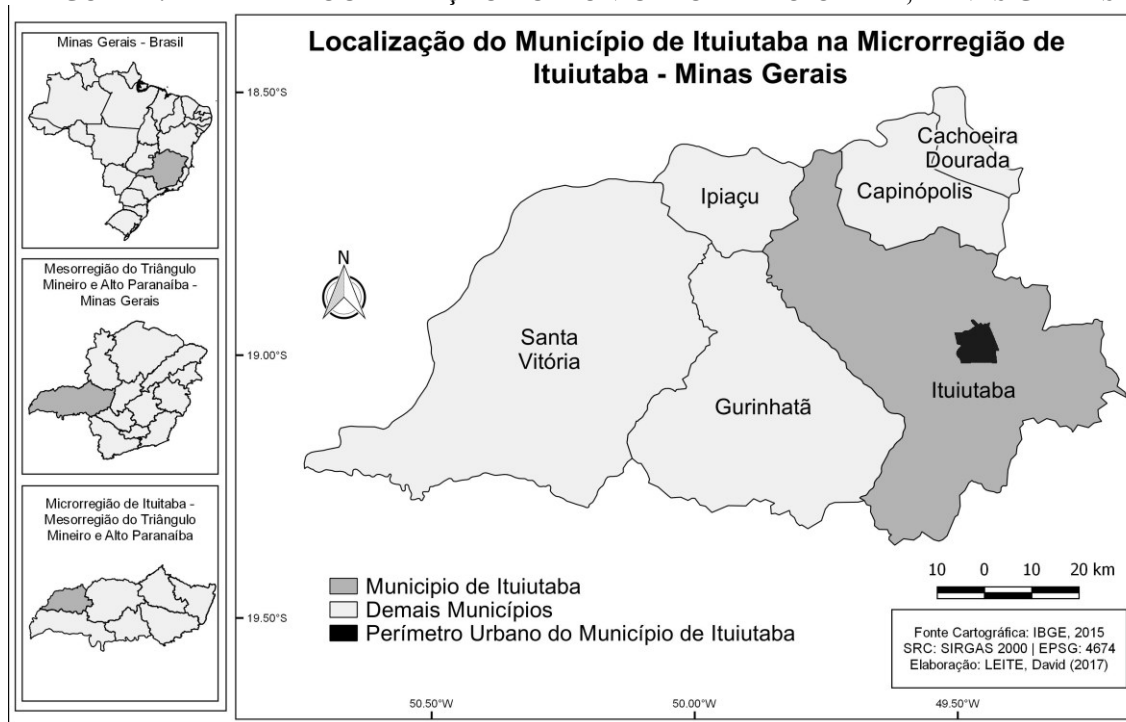 Minas Gerais - Brasil
Mesorregião do Triângulo
Mineiro e Alto Paranaíba -
Minas Gerais
Microrregião de Ituitaba -
Mesorregião do Triângulo
Mineiro e Alto Paranaíba
Localização do Município de Ituiutaba na Microrregião de
Ituiutaba - Minas Gerais
18.50°S
19.00°S
19.50°S
N
Cachoeira
Dourada
Ipiaçu
Capinópolis
Santa
Vitória
Gurinhatã
Ituiutaba
Municipio de Ituiutaba
Demais Municípios
Perímetro Urbano do Município de Ituiutaba
10 0 10 20 km
Fonte Cartográfica: IBGE, 2015
SRC: SIRGAS 2000 | EPSG: 4674
Elaboração: LEITE, David (2017)
50.50°W
50.00°W
49.50°W